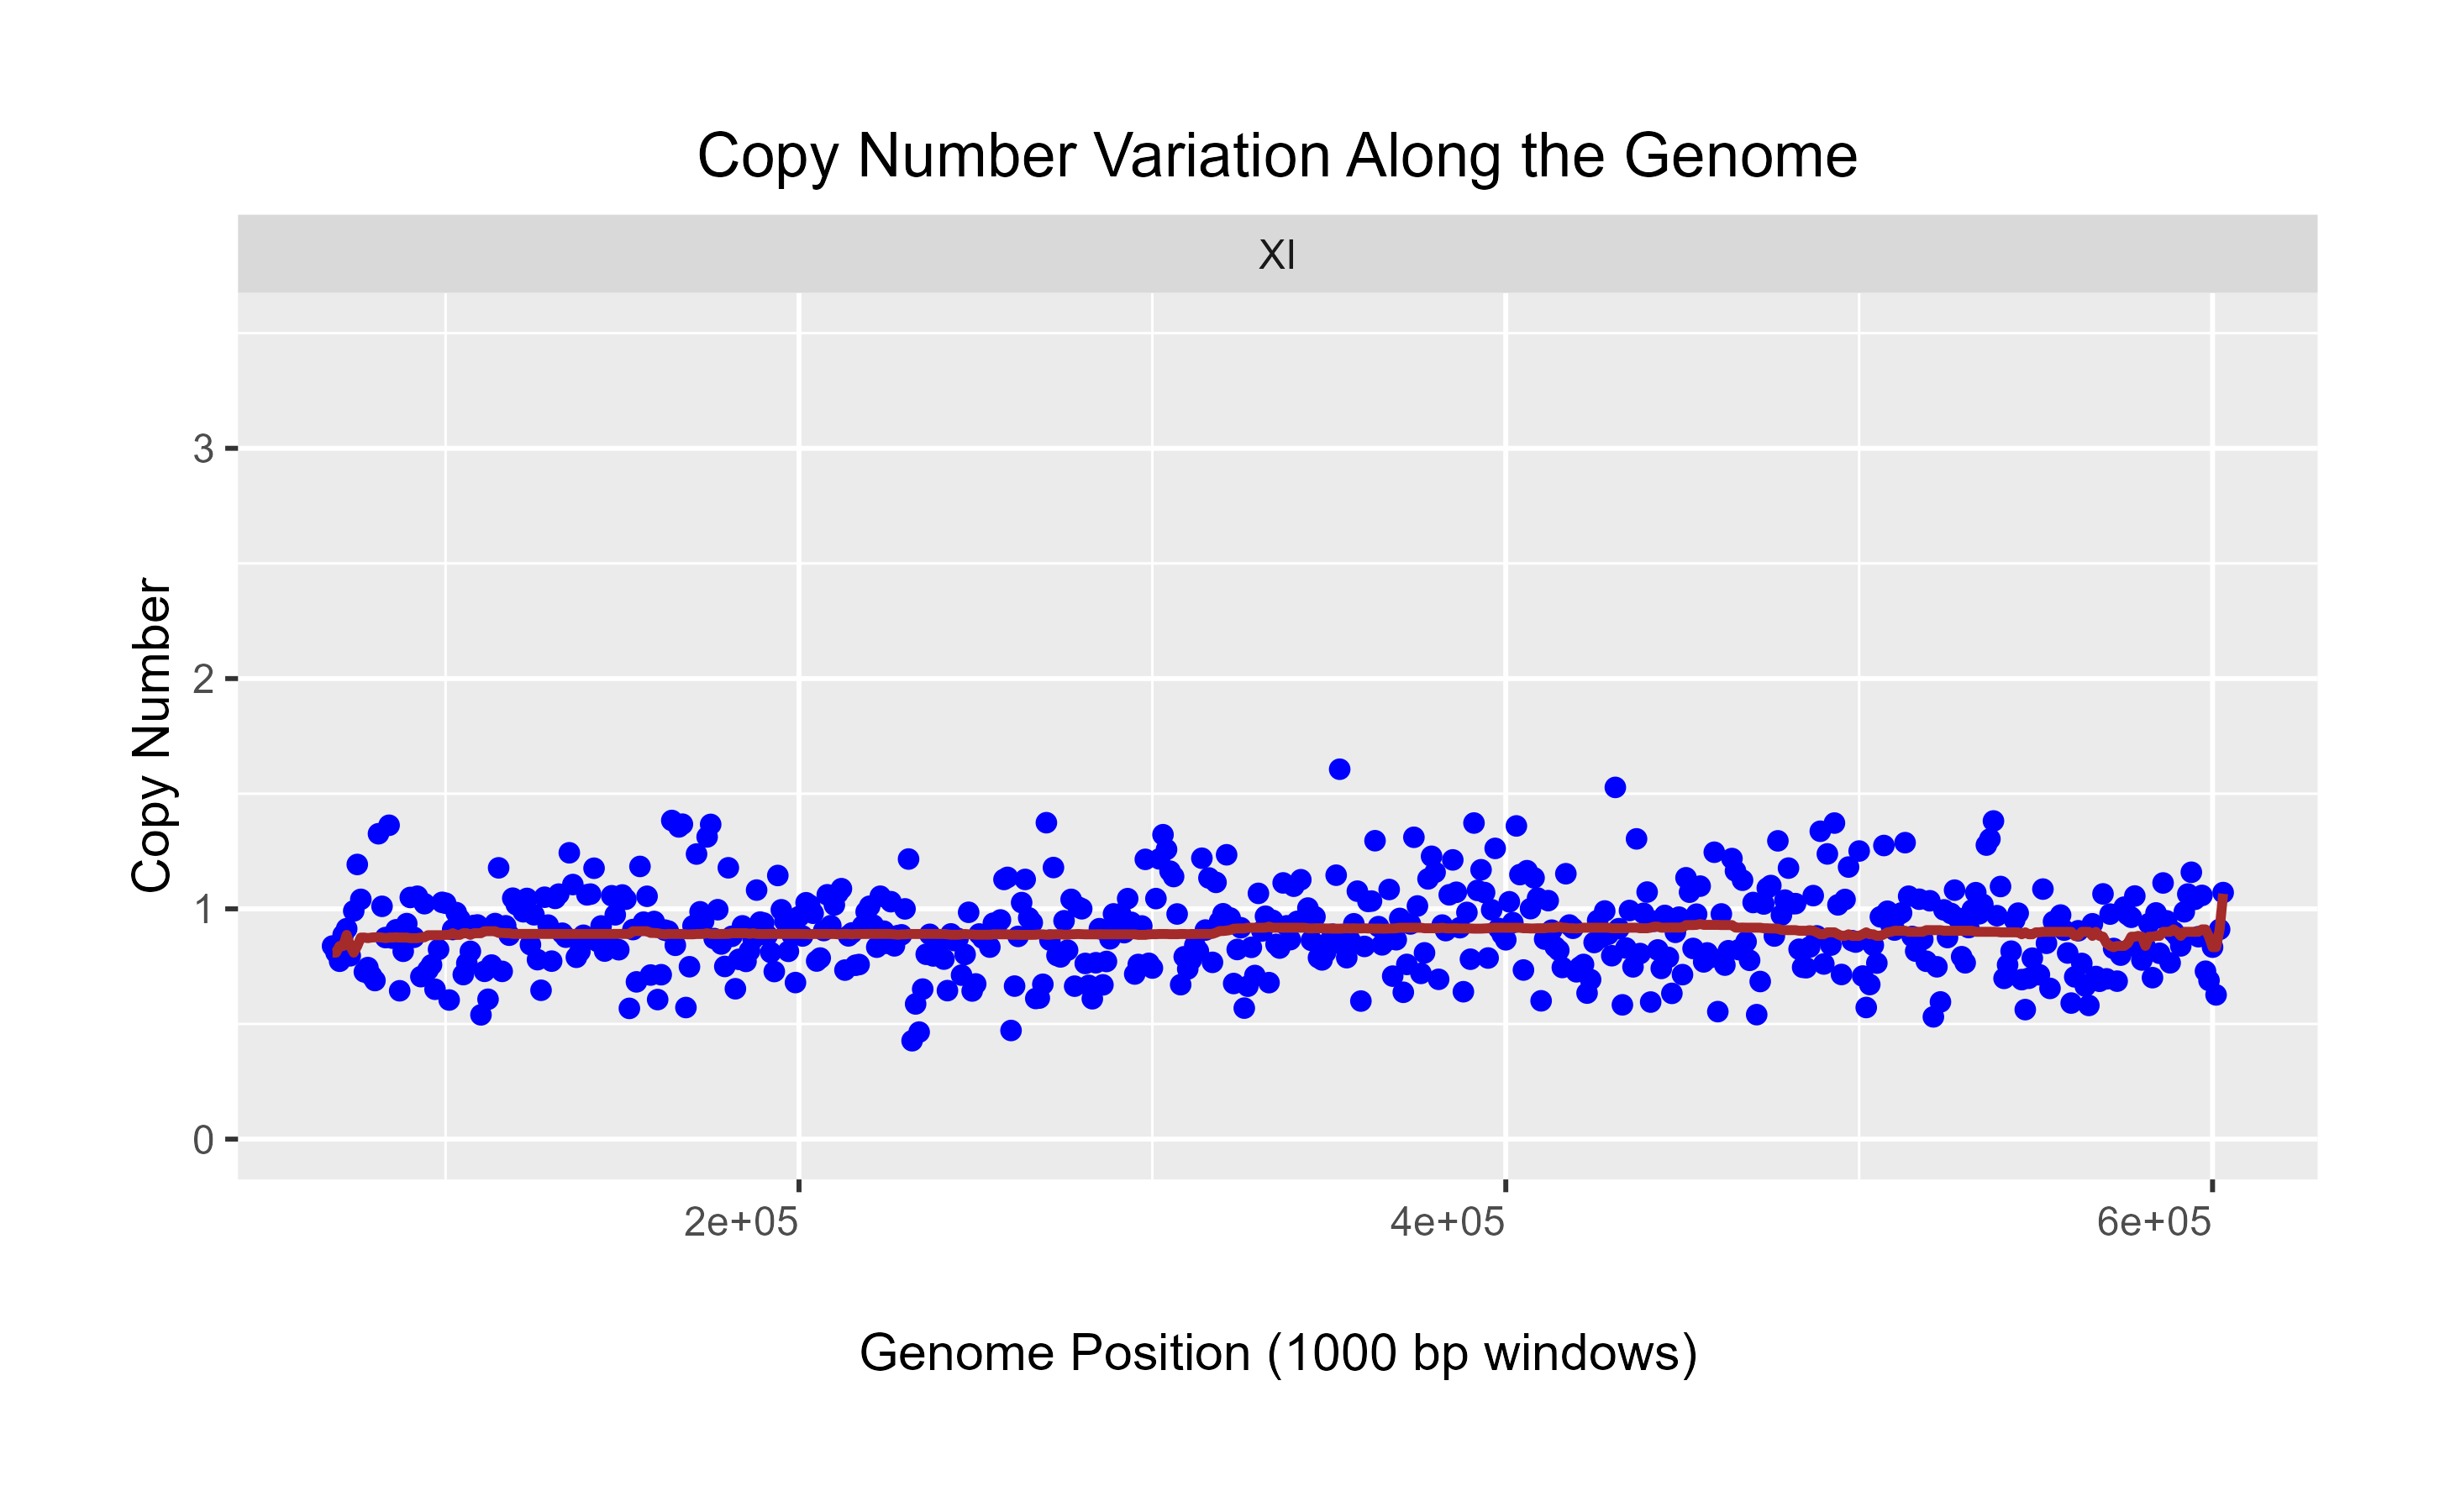 Copy Number Variation Along the Genome
XI
Copy Number
3
2
1
0
2e+05
4e+05
6e+05
Genome Position (1000 bp windows)